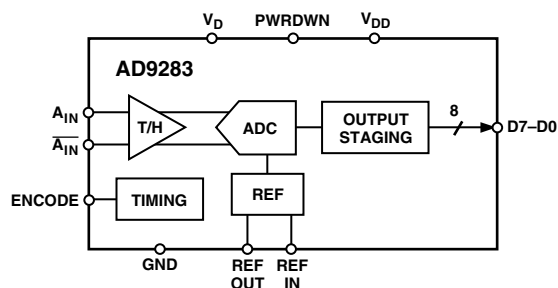 V_D PWRDWN V_DD
AD9283
A_IN
T/H
ADC
OUTPUT
STAGING
8
D7–D0
A̅_I̅N̅
ENCODE
TIMING
REF
GND
REF
OUT
REF
IN